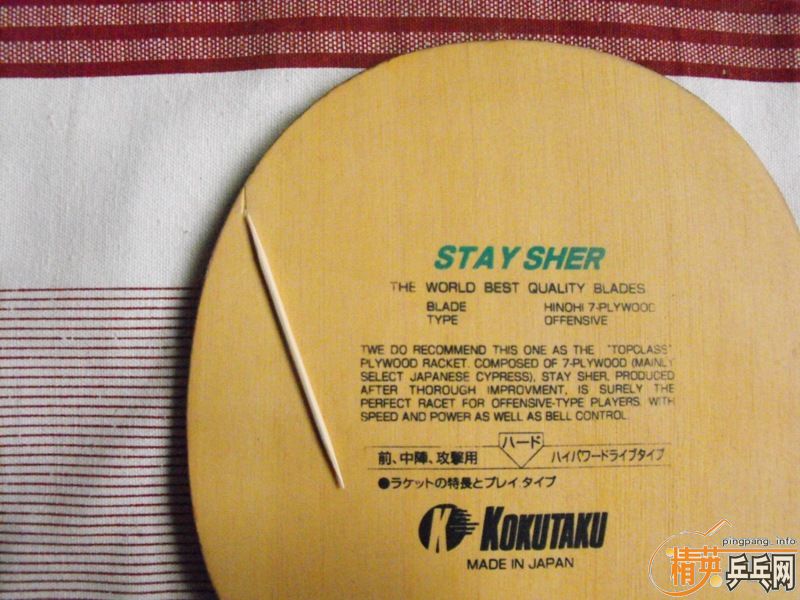 STAY SHER
THE WORLD BEST QUALITY BLADES
BLADE HINOHI 7-PLYWOOD
TYPE OFFENSIVE
"TWE DO RECOMMEND THIS ONE AS THE "TOPCLASS"
PLYWOOD RACKET. COMPOSED OF 7-PLYWOOD (MAINLY
SELECT JAPANESE CYPRESS), STAY SHER, PRODUCED
AFTER THOROUGH IMPROVMENT, IS SURELY THE
PERFECT RACET FOR OFFENSIVE-TYPE PLAYERS, WITH
SPEED AND POWER AS WELL AS BELL CONTROL.
ハード
前、中陣、攻撃用 ハイパワードライブタイプ
●ラケットの特長とプレイ タイプ
K KOKUTAKU
MADE IN JAPAN
pingpang_info
精英乒乓网